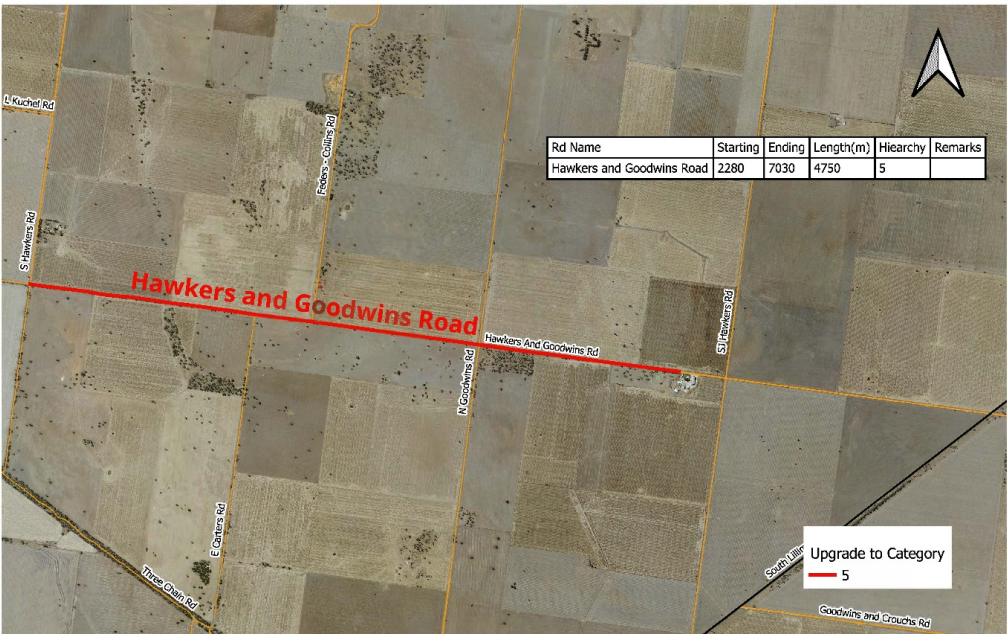 L Kuchel Rd
Feders - Collins Rd
Rd Name Starting Ending Length(m) Hiearchy Remarks
Hawkers and Goodwins Road 2280 7030 4750 5
S Hawkers Rd
Hawkers and Goodwins Road
Hawkers And Goodwins Rd
SJ Hawkers Rd
N Goodwins Rd
E Carters Rd
Three Chain Rd
South Lillim
Upgrade to Category
5
Goodwins and Crouchs Rd